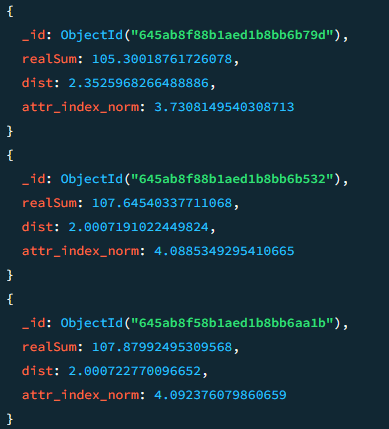 {
_id: ObjectId("645ab8f88b1aed1b8bb6b79d"),
realSum: 105.30018761726078,
dist: 2.3525968266488886,
attr_index_norm: 3.7308149540308713
}
{
_id: ObjectId("645ab8f88b1aed1b8bb6b532"),
realSum: 107.64540337711068,
dist: 2.0007191022449824,
attr_index_norm: 4.0885349295410665
}
{
_id: ObjectId("645ab8f58b1aed1b8bb6aa1b"),
realSum: 107.87992495309568,
dist: 2.000722770096652,
attr_index_norm: 4.092376079860659
}